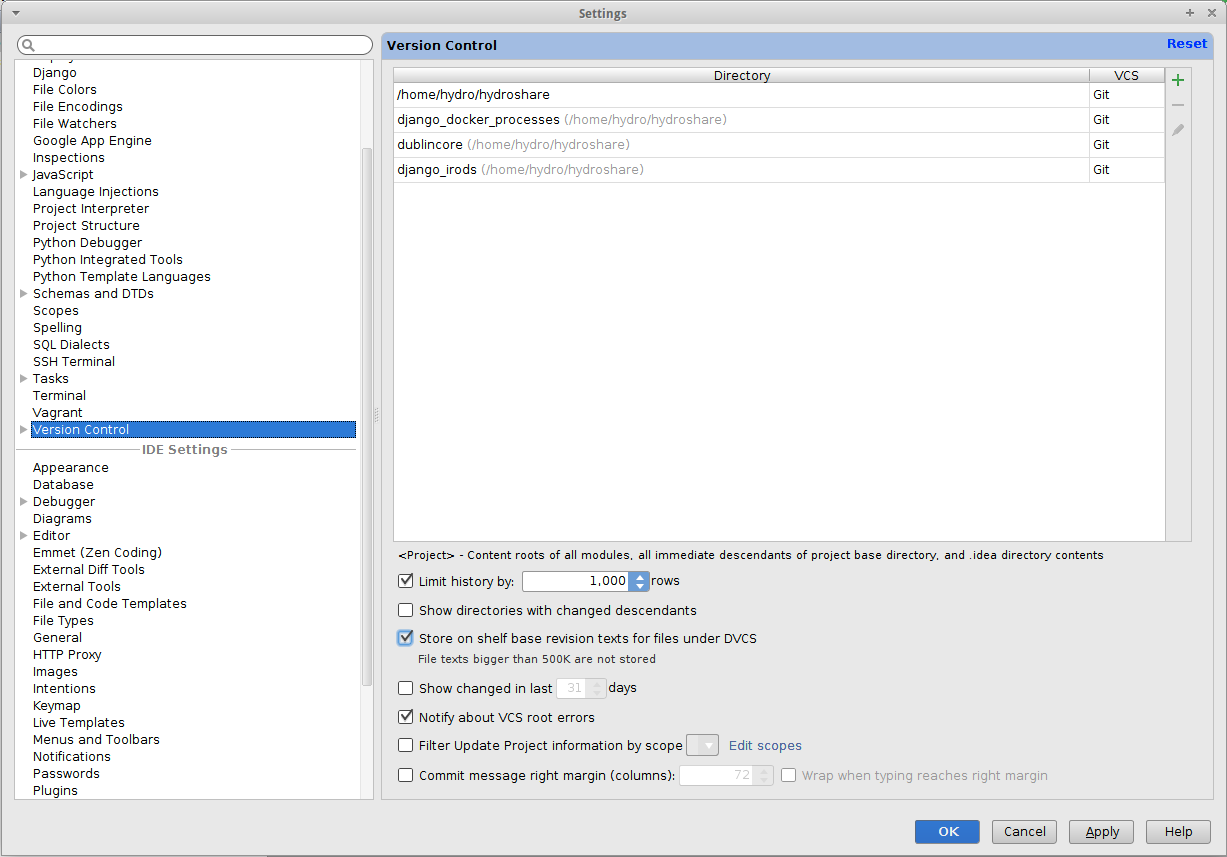 Settings
Django
File Colors
File Encodings
File Watchers
Google App Engine
Inspections
JavaScript
Language Injections
Project Interpreter
Project Structure
Python Debugger
Python Integrated Tools
Python Template Languages
Schemas and DTDs
Scopes
Spelling
SQL Dialects
SSH Terminal
Tasks
Terminal
Vagrant
Version Control
IDE Settings
Appearance
Database
Debugger
Diagrams
Editor
Emmet (Zen Coding)
External Diff Tools
External Tools
File and Code Templates
File Types
General
HTTP Proxy
Images
Intentions
Keymap
Live Templates
Menus and Toolbars
Notifications
Passwords
Plugins
Version Control Reset
Directory VCS
/home/hydro/hydroshare Git
django_docker_processes (/home/hydro/hydroshare) Git
dublincore (/home/hydro/hydroshare) Git
django_irods (/home/hydro/hydroshare) Git
<Project> - Content roots of all modules, all immediate descendants of project base directory, and .idea directory contents
Limit history by: 1,000 rows
Show directories with changed descendants
Store on shelf base revision texts for files under DVCS
File texts bigger than 500K are not stored
Show changed in last 31 days
Notify about VCS root errors
Filter Update Project information by scope Edit scopes
Commit message right margin (columns): 72 Wrap when typing reaches right margin
OK Cancel Apply Help